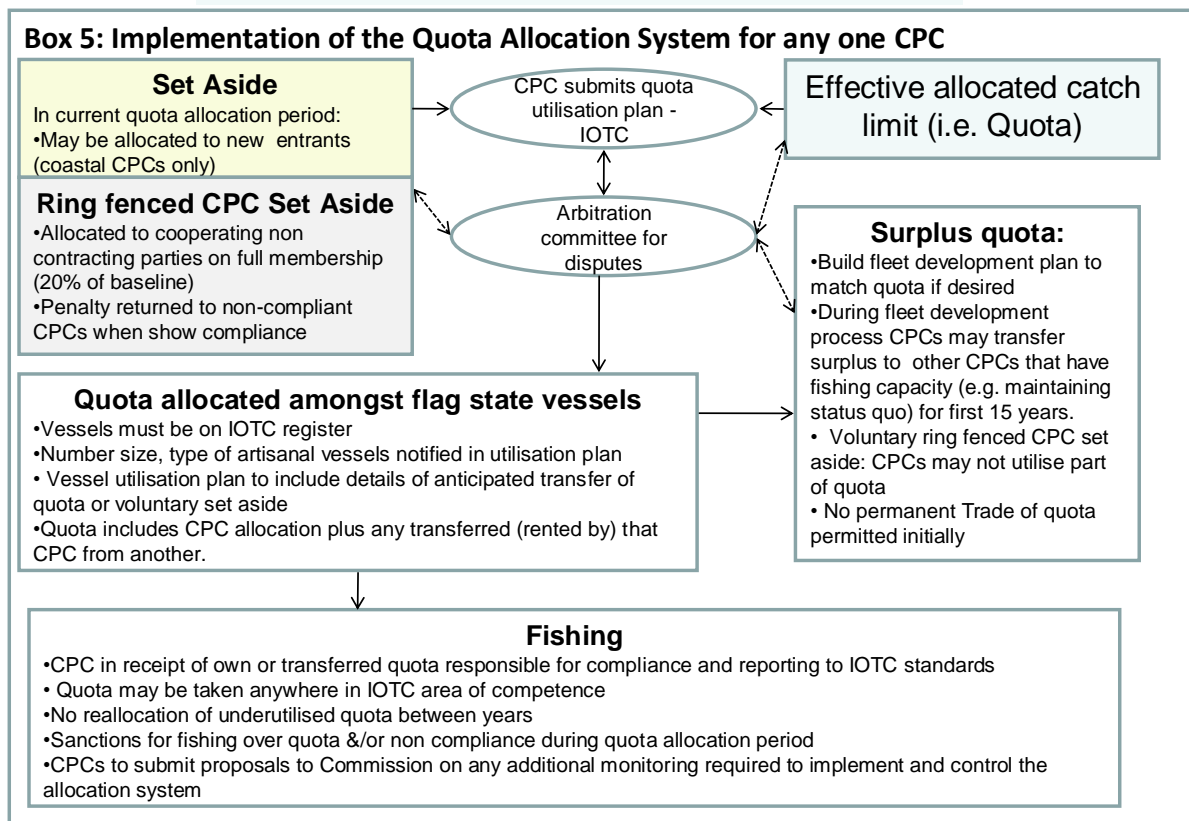 Box 5: Implementation of the Quota Allocation System for any one CPC
Set Aside
In current quota allocation period:
•May be allocated to new entrants
(coastal CPCs only)
Ring fenced CPC Set Aside
•Allocated to cooperating non
contracting parties on full membership
(20% of baseline)
•Penalty returned to non-compliant
CPCs when show compliance
CPC submits quota
utilisation plan -
IOTC
Arbitration
committee for
disputes
Effective allocated catch
limit (i.e. Quota)
Surplus quota:
•Build fleet development plan to
match quota if desired
•During fleet development
process CPCs may transfer
surplus to other CPCs that have
fishing capacity (e.g. maintaining
status quo) for first 15 years.
• Voluntary ring fenced CPC set
aside: CPCs may not utilise part
of quota
•No permanent Trade of quota
permitted initially
Quota allocated amongst flag state vessels
•Vessels must be on IOTC register
•Number size, type of artisanal vessels notified in utilisation plan
• Vessel utilisation plan to include details of anticipated transfer of
quota or voluntary set aside
•Quota includes CPC allocation plus any transferred (rented by) that
CPC from another.
Fishing
•CPC in receipt of own or transferred quota responsible for compliance and reporting to IOTC standards
• Quota may be taken anywhere in IOTC area of competence
•No reallocation of underutilised quota between years
•Sanctions for fishing over quota &/or non compliance during quota allocation period
•CPCs to submit proposals to Commission on any additional monitoring required to implement and control the
allocation system